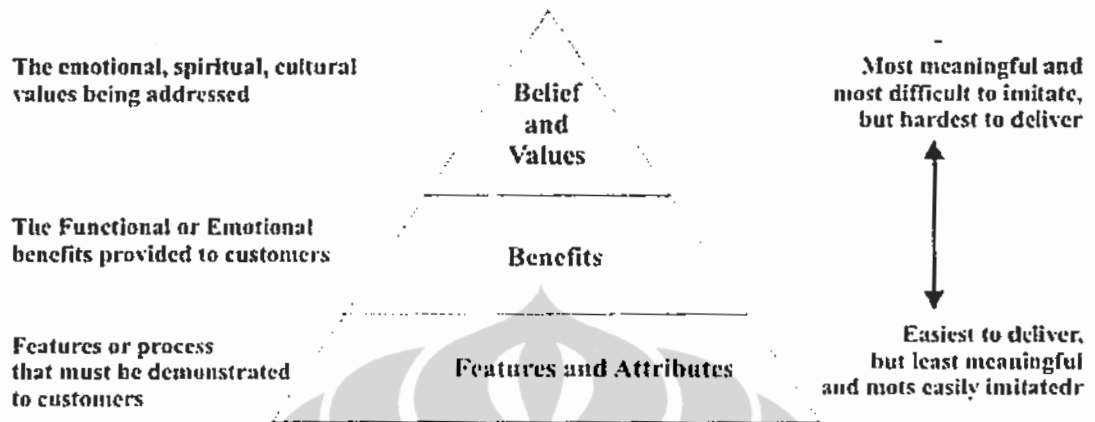 The emotional, spiritual, cultural
values being addressed
Belief
and
Values
Most meaningful and
most difficult to imitate,
but hardest to deliver
The Functional or Emotional
benefits provided to customers
Benefits
Features or process
that must be demonstrated
to customers
Features and Attributes
Easiest to deliver,
but least meaningful
and mots easily imitatedr